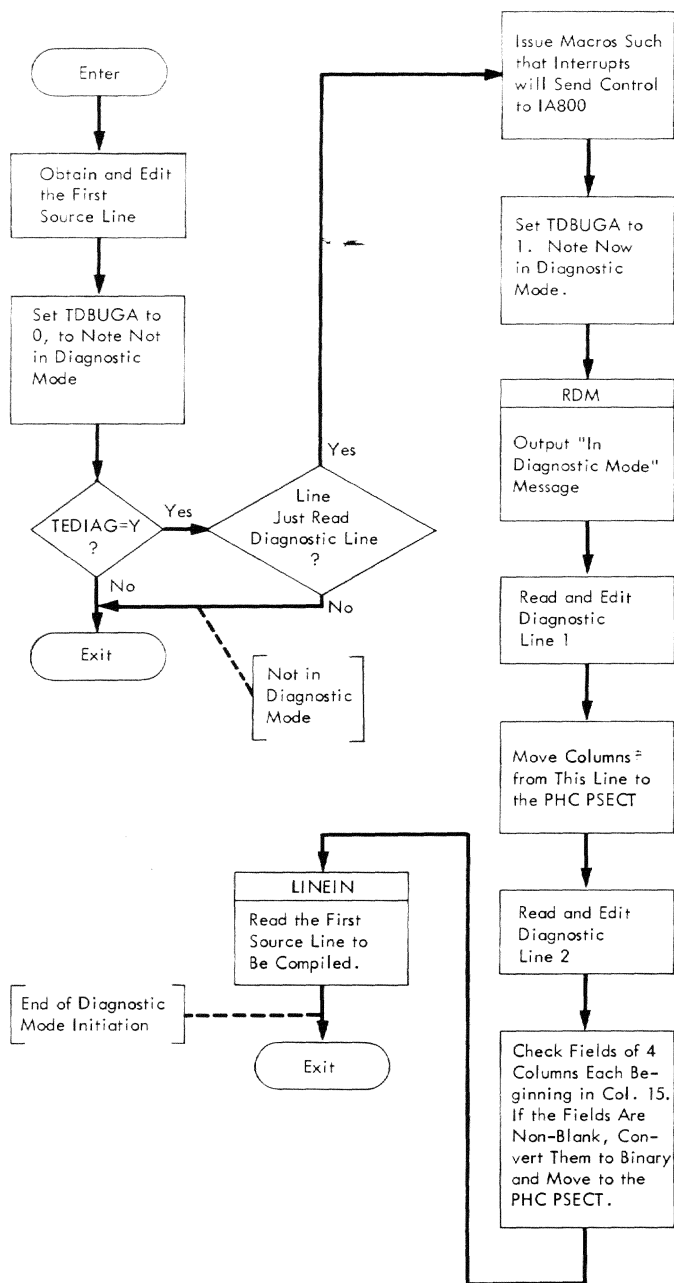 Enter
Obtain and Edit
the First
Source Line
Set TDBUGA to
0, to Note Not
in Diagnostic
Mode
TEDIAG=Y
?
Yes
No
Exit
Line
Just Read
Diagnostic Line
?
Yes
No
Not in
Diagnostic
Mode
Issue Macros Such
that Interrupts
will Send Control
to IA800
Set TDBUGA to
1. Note Now
in Diagnostic
Mode.
RDM
Output "In
Diagnostic Mode"
Message
Read and Edit
Diagnostic
Line 1
Move Columns
from This Line to
the PHC PSECT
Read and Edit
Diagnostic
Line 2
Check Fields of 4
Columns Each Be-
ginning in Col. 15.
If the Fields Are
Non-Blank, Con-
vert Them to Binary
and Move to the
PHC PSECT.
LINEIN
Read the First
Source Line to
Be Compiled.
End of Diagnostic
Mode Initiation
Exit